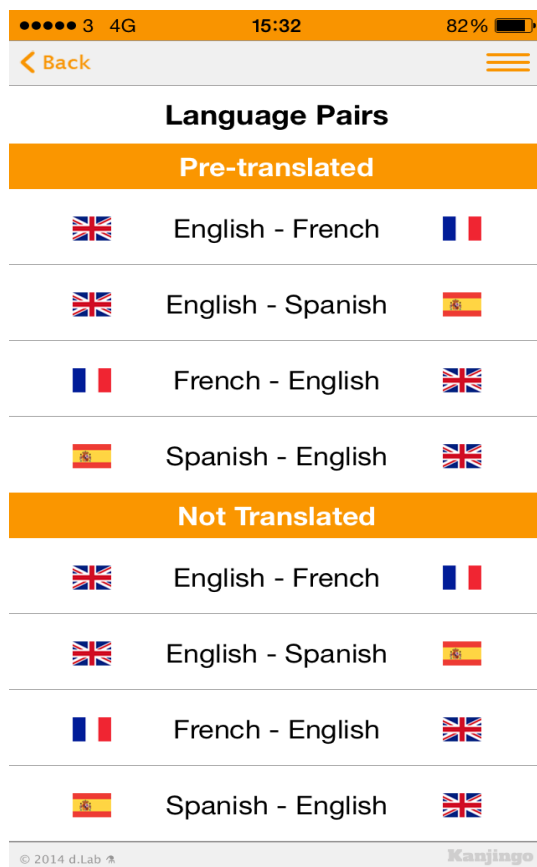 3 4G 15:32 82%
Back
Language Pairs
Pre-translated
English - French
English - Spanish
French - English
Spanish - English
Not Translated
English - French
English - Spanish
French - English
Spanish - English
© 2014 d.Lab Kanjingo